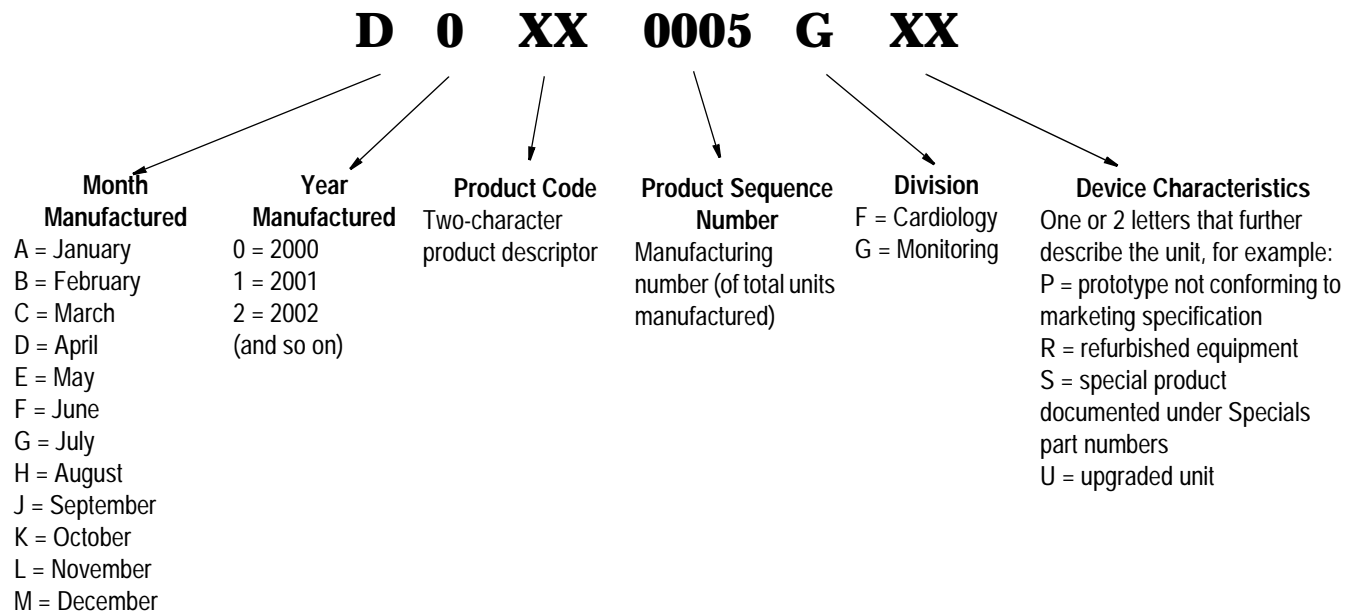 D 0 XX 0005 G XX
Month
Manufactured
A = January
B = February
C = March
D = April
E = May
F = June
G = July
H = August
J = September
K = October
L = November
M = December
Year
Manufactured
0 = 2000
1 = 2001
2 = 2002
(and so on)
Product Code
Two-character
product descriptor
Product Sequence
Number
Manufacturing
number (of total units
manufactured)
Division
F = Cardiology
G = Monitoring
Device Characteristics
One or 2 letters that further
describe the unit, for example:
P = prototype not conforming to
marketing specification
R = refurbished equipment
S = special product
documented under Specials
part numbers
U = upgraded unit